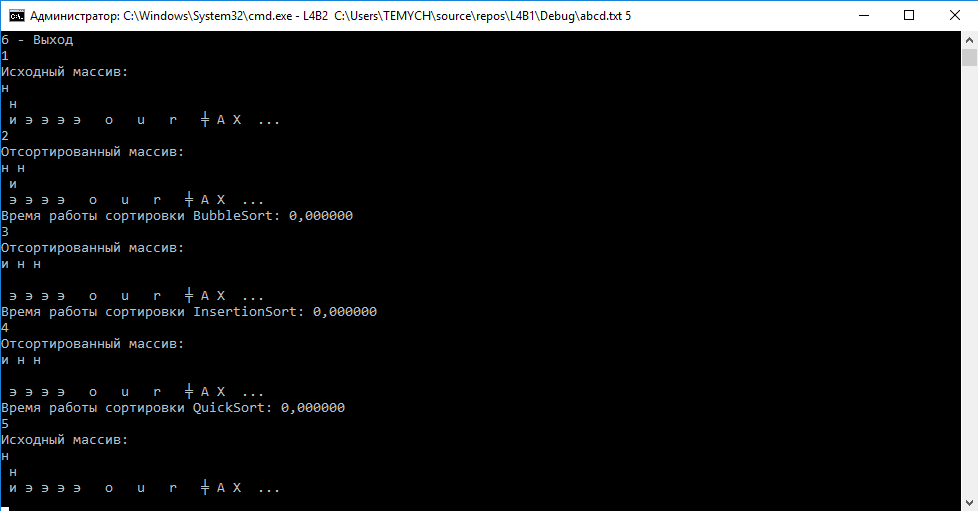 Администратор: C:\Windows\System32\cmd.exe - L4B2 C:\Users\TEMYCH\source\repos\L4B1\Debug\abcd.txt 5
6 - Выход
1
Исходный массив:
н
н
и э э э э o u r ╪ A X ...
2
Отсортированный массив:
н н
и
э э э э o u r ╪ A X ...
Время работы сортировки BubbleSort: 0,000000
3
Отсортированный массив:
и н н
э э э э o u r ╪ A X ...
Время работы сортировки InsertionSort: 0,000000
4
Отсортированный массив:
и н н
э э э э o u r ╪ A X ...
Время работы сортировки QuickSort: 0,000000
5
Исходный массив:
н
н
и э э э э o u r ╪ A X ...